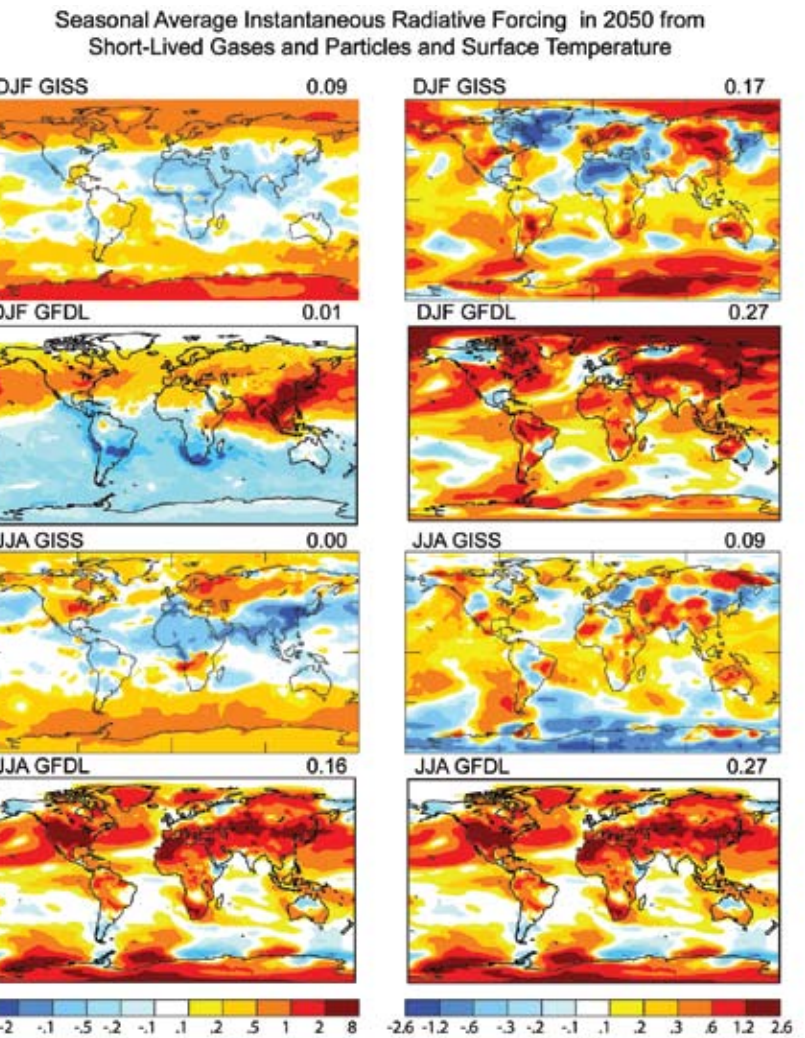 Seasonal Average Instantaneous Radiative Forcing in 2050 from
Short-Lived Gases and Particles and Surface Temperature
DJF GISS 0.09
DJF GISS 0.17
DJF GFDL 0.01
DJF GFDL 0.27
JJA GISS 0.00
JJA GISS 0.09
JJA GFDL 0.16
JJA GFDL 0.27
-2 -.1 -.5 -.2 -.1 .1 .2 .5 1 2 8
-2.6 -1.2 -.6 -.3 -.2 -.1 .1 .2 .3 .6 1.2 2.6